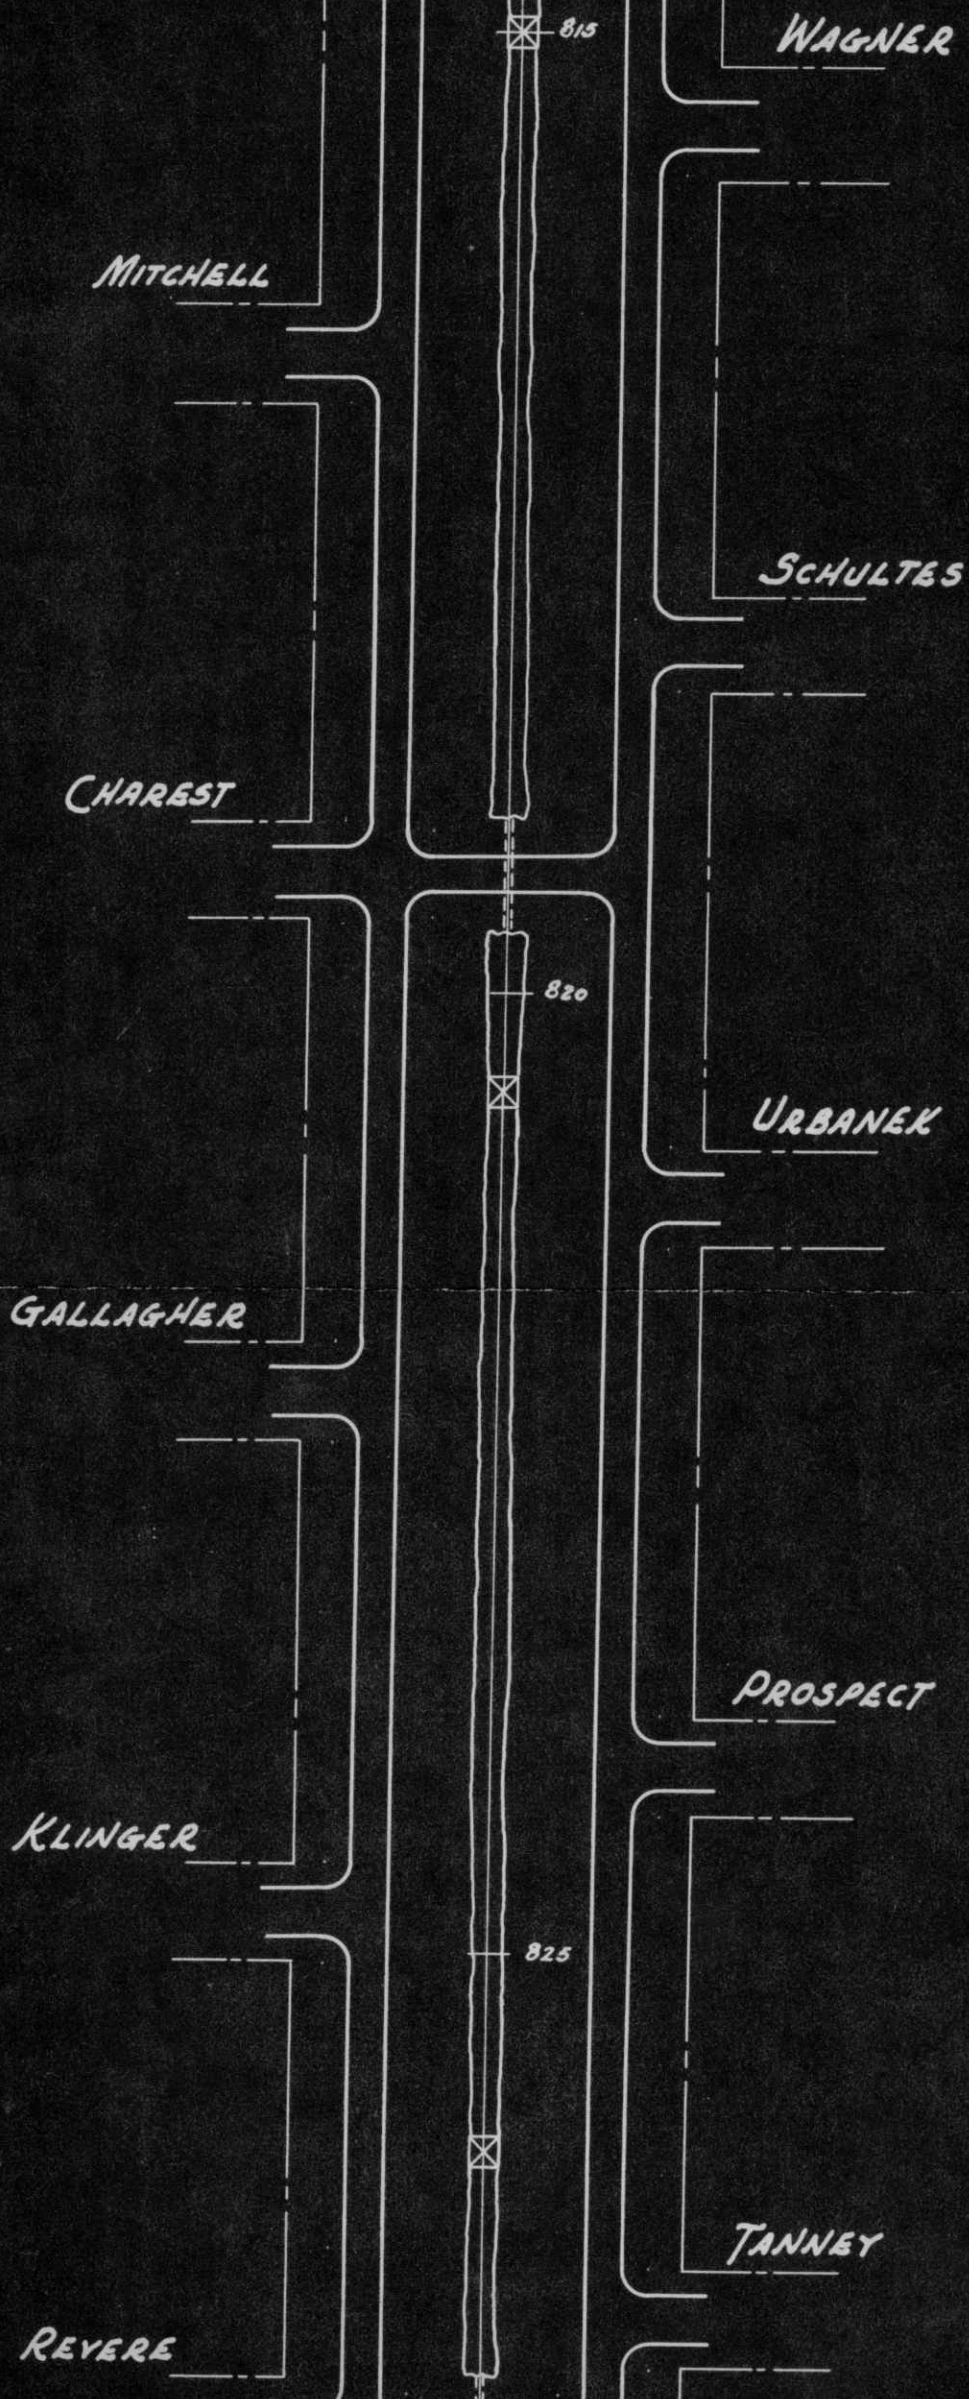 815
WAGNER
MITCHELL
SCHULTES
CHAREST
820
URBANEK
GALLAGHER
PROSPECT
KLINGER
825
TANNEY
REVERE